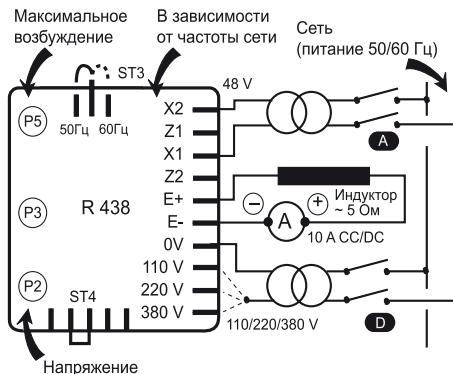 Максимальное
возбуждение
В зависимости
от частоты сети
Сеть
(питание 50/60 Гц)
ST3
48 V
P5
50Гц
60Гц
X2
Z1
X1
Z2
E+
E-
0V
110 V
220 V
380 V
A
P3
R 438
Индуктор
~ 5 Ом
− A +
10 A CC/DC
P2
ST4
110/220/380 V
D
Напряжение